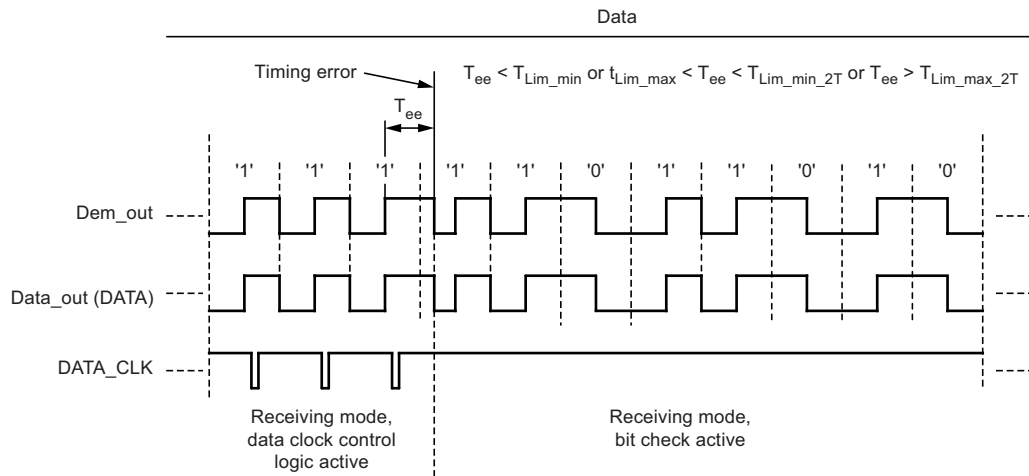 Data
Timing error
T_ee < T_Lim_min or t_Lim_max < T_ee < T_Lim_min_2T or T_ee > T_Lim_max_2T
T_ee
'1' '1' '1' '1' '1' '0' '1' '1' '0' '1' '0'
Dem_out
Data_out (DATA)
DATA_CLK
Receiving mode,
data clock control
logic active
Receiving mode,
bit check active